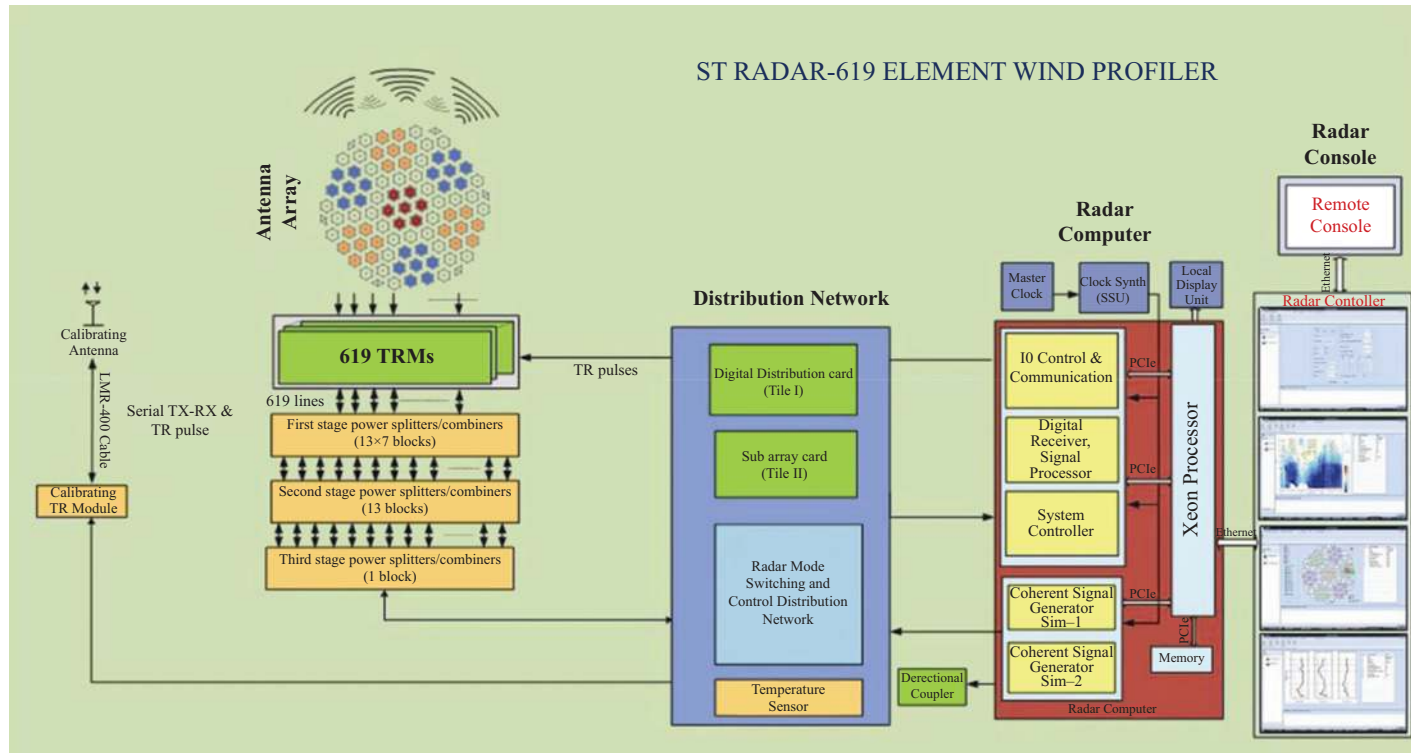 ST RADAR-619 ELEMENT WIND PROFILER
Antenna
Array
619 TRMs
TR pulses
619 lines
First stage power splitters/combiners
(13×7 blocks)
Second stage power splitters/combiners
(13 blocks)
Third stage power splitters/combiners
(1 block)
Calibrating
Antenna
LMR-400 Cable
Serial TX-RX &
TR pulse
Calibrating
TR Module
Distribution Network
Digital Distribution card
(Tile I)
Sub array card
(Tile II)
Radar Mode
Switching and
Control Distribution
Network
Temperature
Sensor
Derectional
Coupler
Radar
Computer
Master
Clock
Clock Synth
(SSU)
Local
Display
Unit
I0 Control &
Communication
Digital
Receiver,
Signal
Processor
System
Controller
Coherent Signal
Generator
Sim–1
Coherent Signal
Generator
Sim–2
PCIe
PCIe
PCIe
PCIe
Xeon Processor
Memory
Radar Computer
Radar
Console
Remote
Console
Ethernet
Ethernet
Radar Contoller